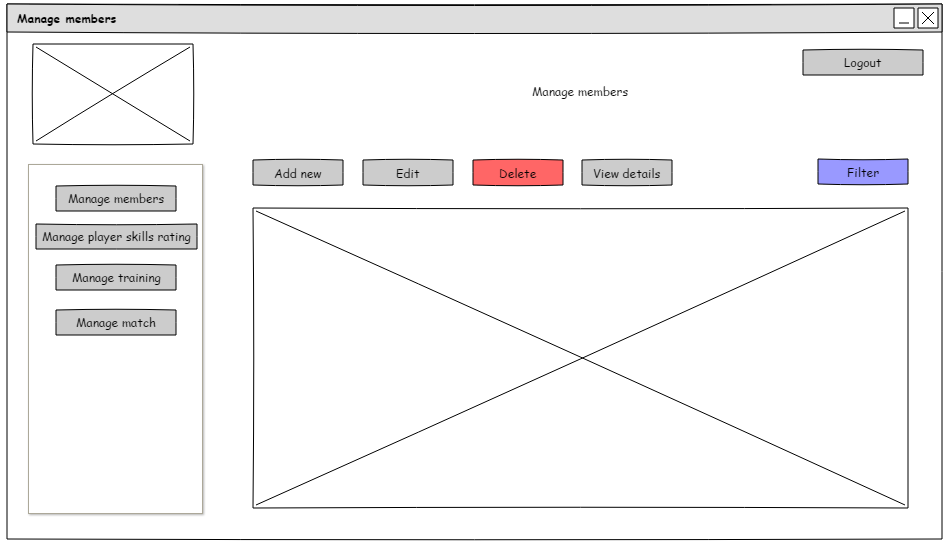 Manage members
Logout
Manage members
Add new
Edit
Delete
View details
Filter
Manage members
Manage player skills rating
Manage training
Manage match